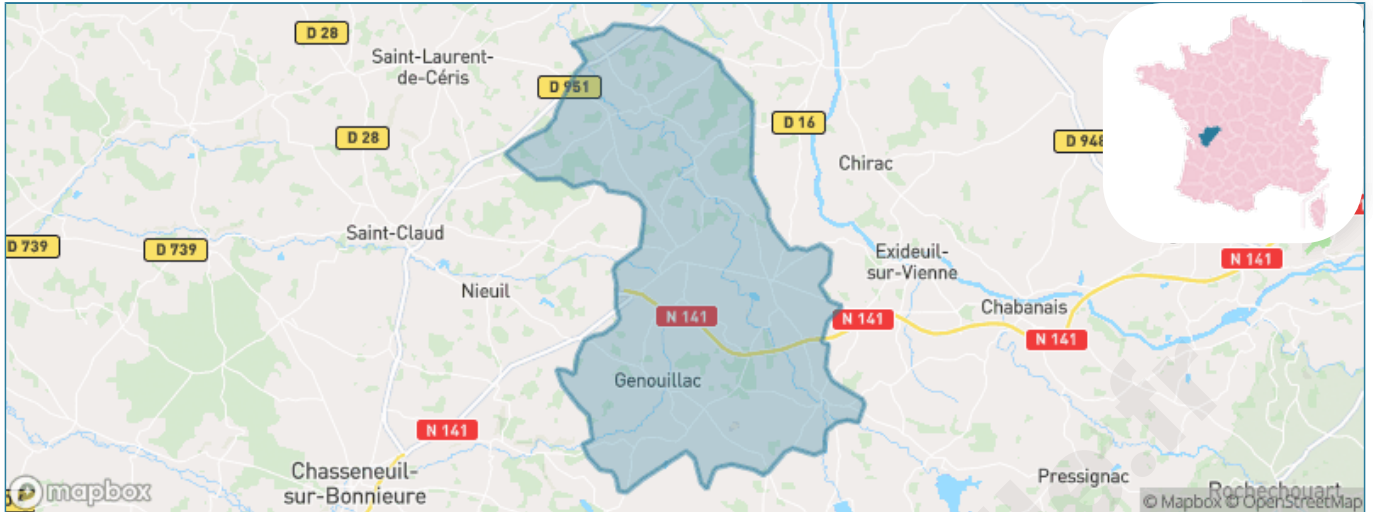 D 28
Saint-Laurent-
de-Céris
D 951
D 28
D 16
Chirac
D 948
D 739
D 739
Saint-Claud
Exideuil-
sur-Vienne
N 141
Nieuil
Chabanais
N 141
N 141
N 141
Genouillac
N 141
Chasseneuil-
sur-Bonnieure
Pressignac
Rochechouart
mapbox
© Mapbox © OpenStreetMap